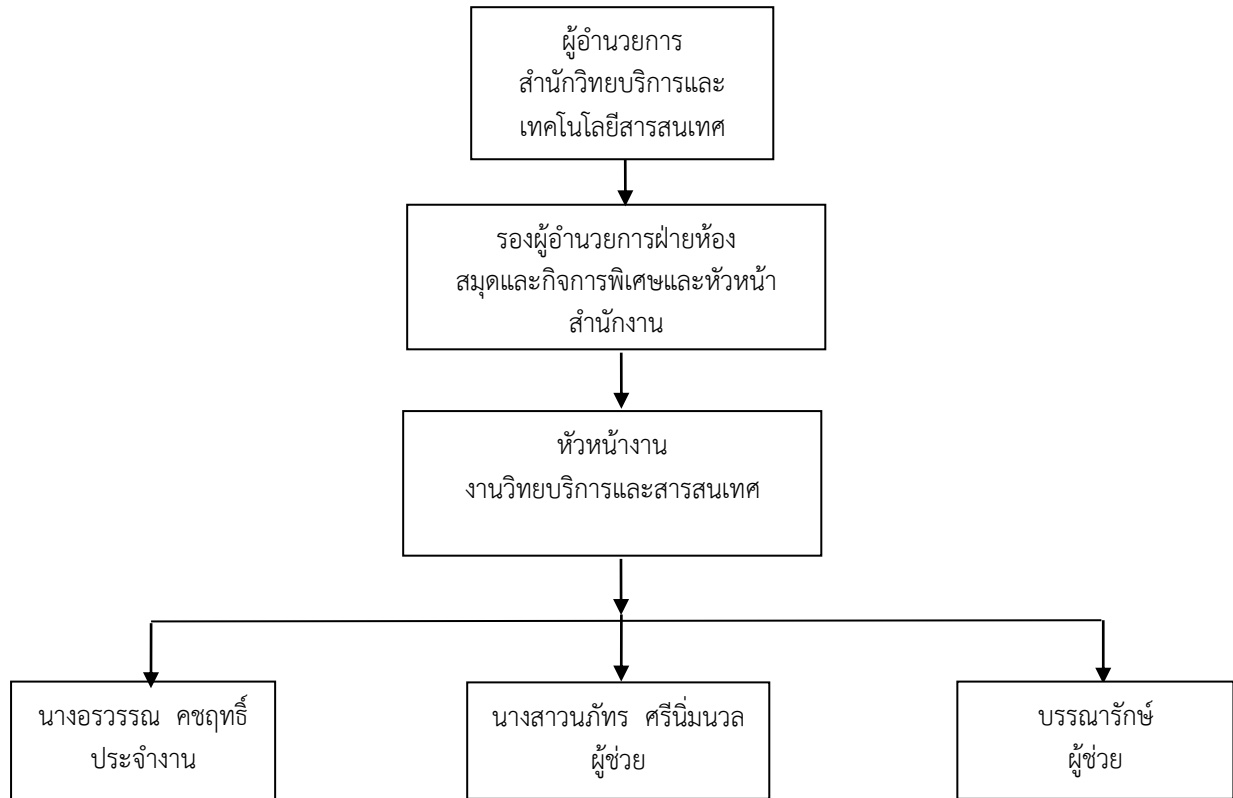 ผู้อำนวยการ
สำนักวิทยบริการและ
เทคโนโลยีสารสนเทศ
รองผู้อำนวยการฝ่ายห้อง
สมุดและกิจการพิเศษและหัวหน้า
สำนักงาน
หัวหน้างาน
งานวิทยบริการและสารสนเทศ
นางอรวรรณ คชฤทธิ์
ประจำงาน
นางสาวนภัทร ศรีนิ่มนวล
ผู้ช่วย
บรรณารักษ์
ผู้ช่วย